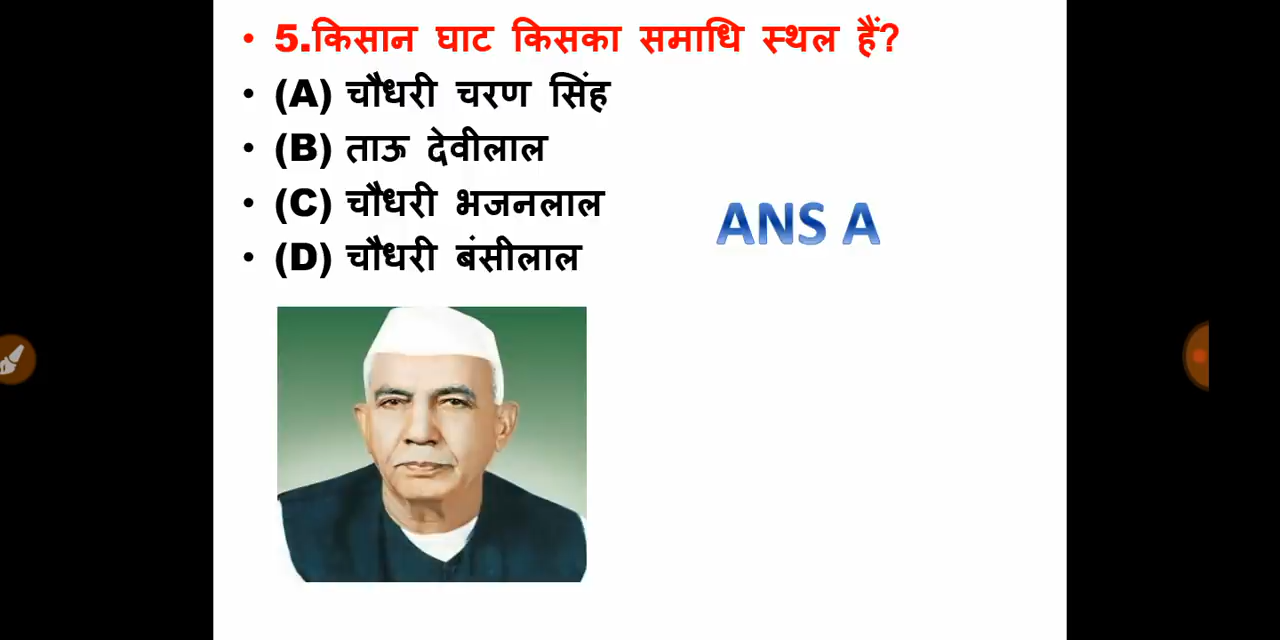 • 5.किसान घाट किसका समाधि स्थल हैं?
• (A) चौधरी चरण सिंह
• (B) ताऊ देवीलाल
• (C) चौधरी भजनलाल
• (D) चौधरी बंसीलाल
ANS A